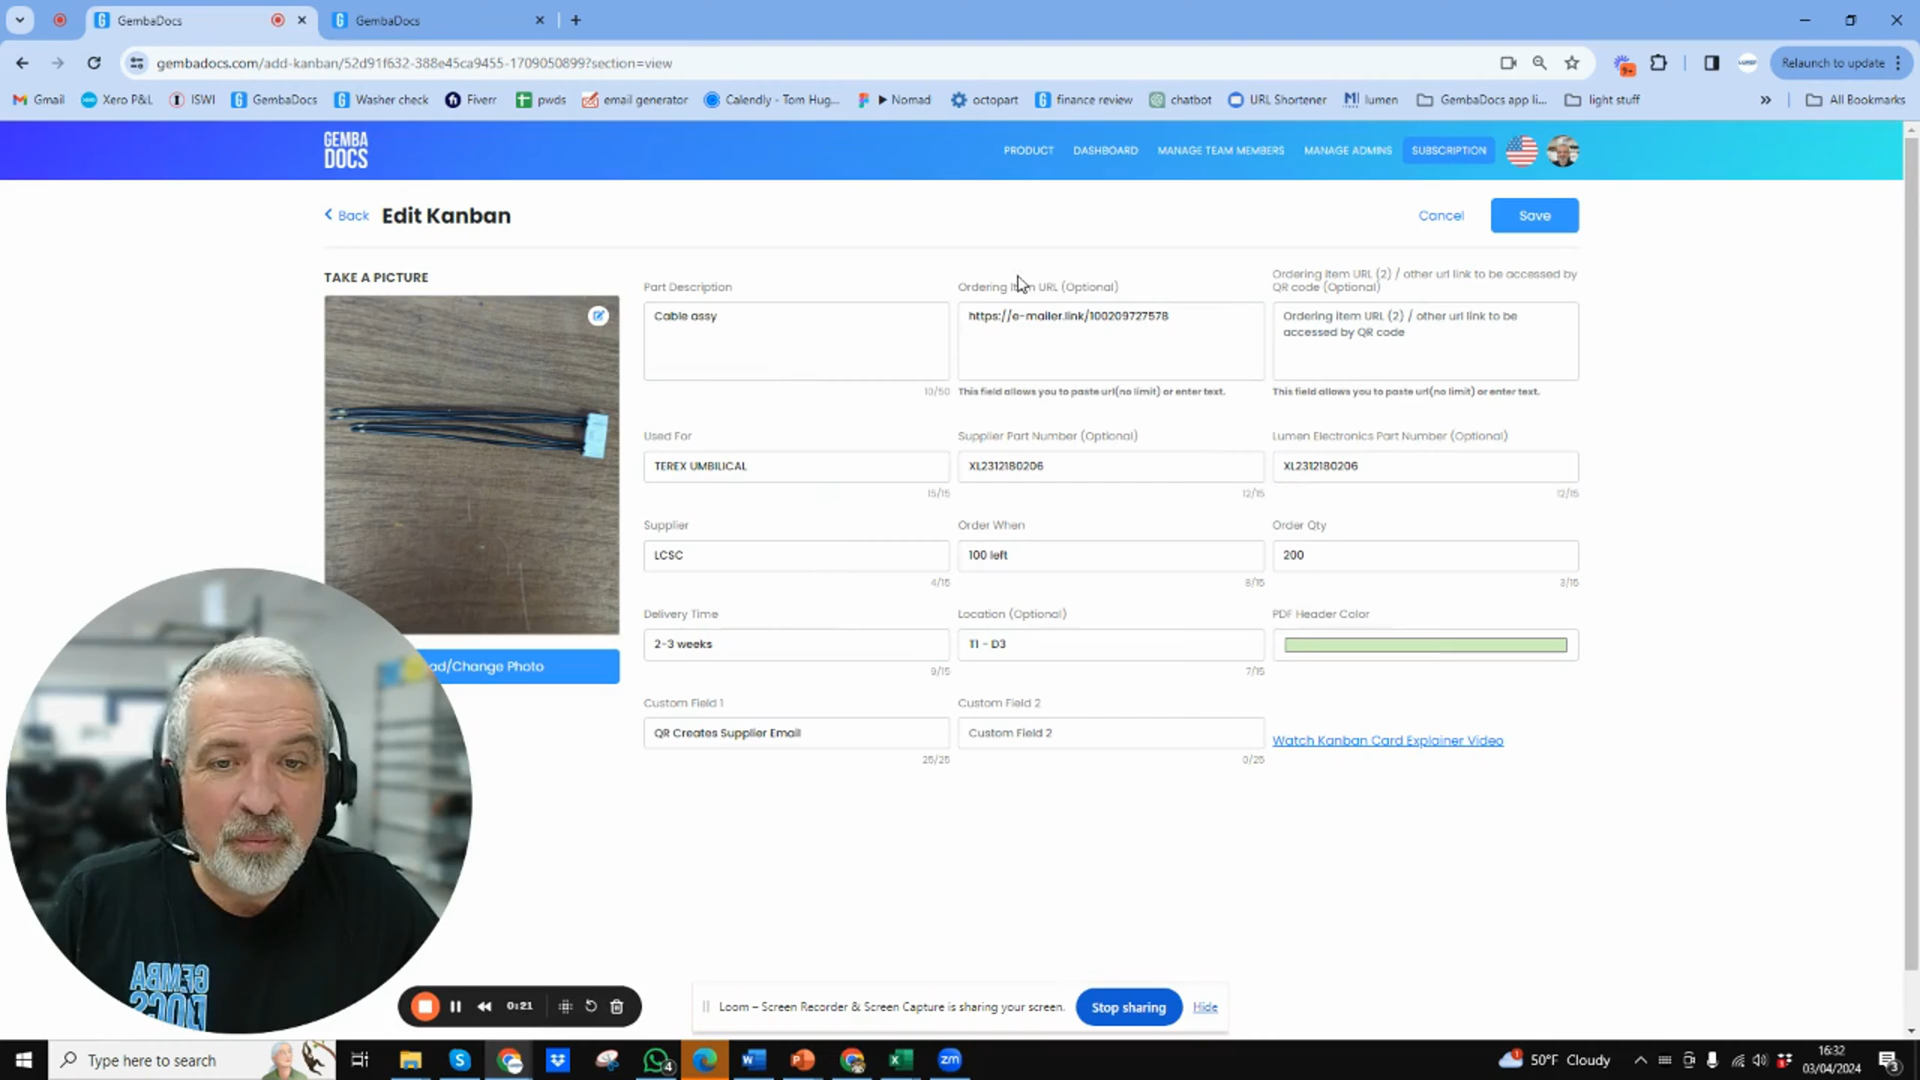 GembaDocs
GembaDocs
gembadocs.com/add-kanban/52d91f632-388e45ca9455-1709050899?section=view
9+
Relaunch to update
Gmail
Xero P&L
ISWI
GembaDocs
Washer check
Fiverr
pwds
email generator
Calendly - Tom Hug...
▶ Nomad
octopart
finance review
chatbot
URL Shortener
lumen
GembaDocs app li...
light stuff
»
All Bookmarks
GEMBA
DOCS
PRODUCT
DASHBOARD
MANAGE TEAM MEMBERS
MANAGE ADMINS
SUBSCRIPTION
Back
Edit Kanban
Cancel
Save
TAKE A PICTURE
Part Description
Cable assy
10/50
Ordering Item URL (Optional)
https://e-mailer.link/100209727578
This field allows you to paste url(no limit) or enter text.
Ordering item URL (2) / other url link to be accessed by
QR code (Optional)
Ordering item URL (2) / other url link to be
accessed by QR code
This field allows you to paste url(no limit) or enter text.
Used For
TEREX UMBILICAL
15/15
Supplier Part Number (Optional)
XL2312180206
12/15
Lumen Electronics Part Number (Optional)
XL2312180206
12/15
Supplier
LCSC
4/15
Order When
100 left
8/15
Order Qty
200
3/15
Delivery Time
2-3 weeks
9/15
Location (Optional)
T1 - D3
7/15
PDF Header Color
ad/Change Photo
Custom Field 1
QR Creates Supplier Email
25/25
Custom Field 2
Custom Field 2
0/25
Watch Kanban Card Explainer Video
GEMBA
DOCS
0:21
Loom – Screen Recorder & Screen Capture is sharing your screen.
Stop sharing
Hide
Type here to search
4
zm
50°F Cloudy
16:32
03/04/2024
3